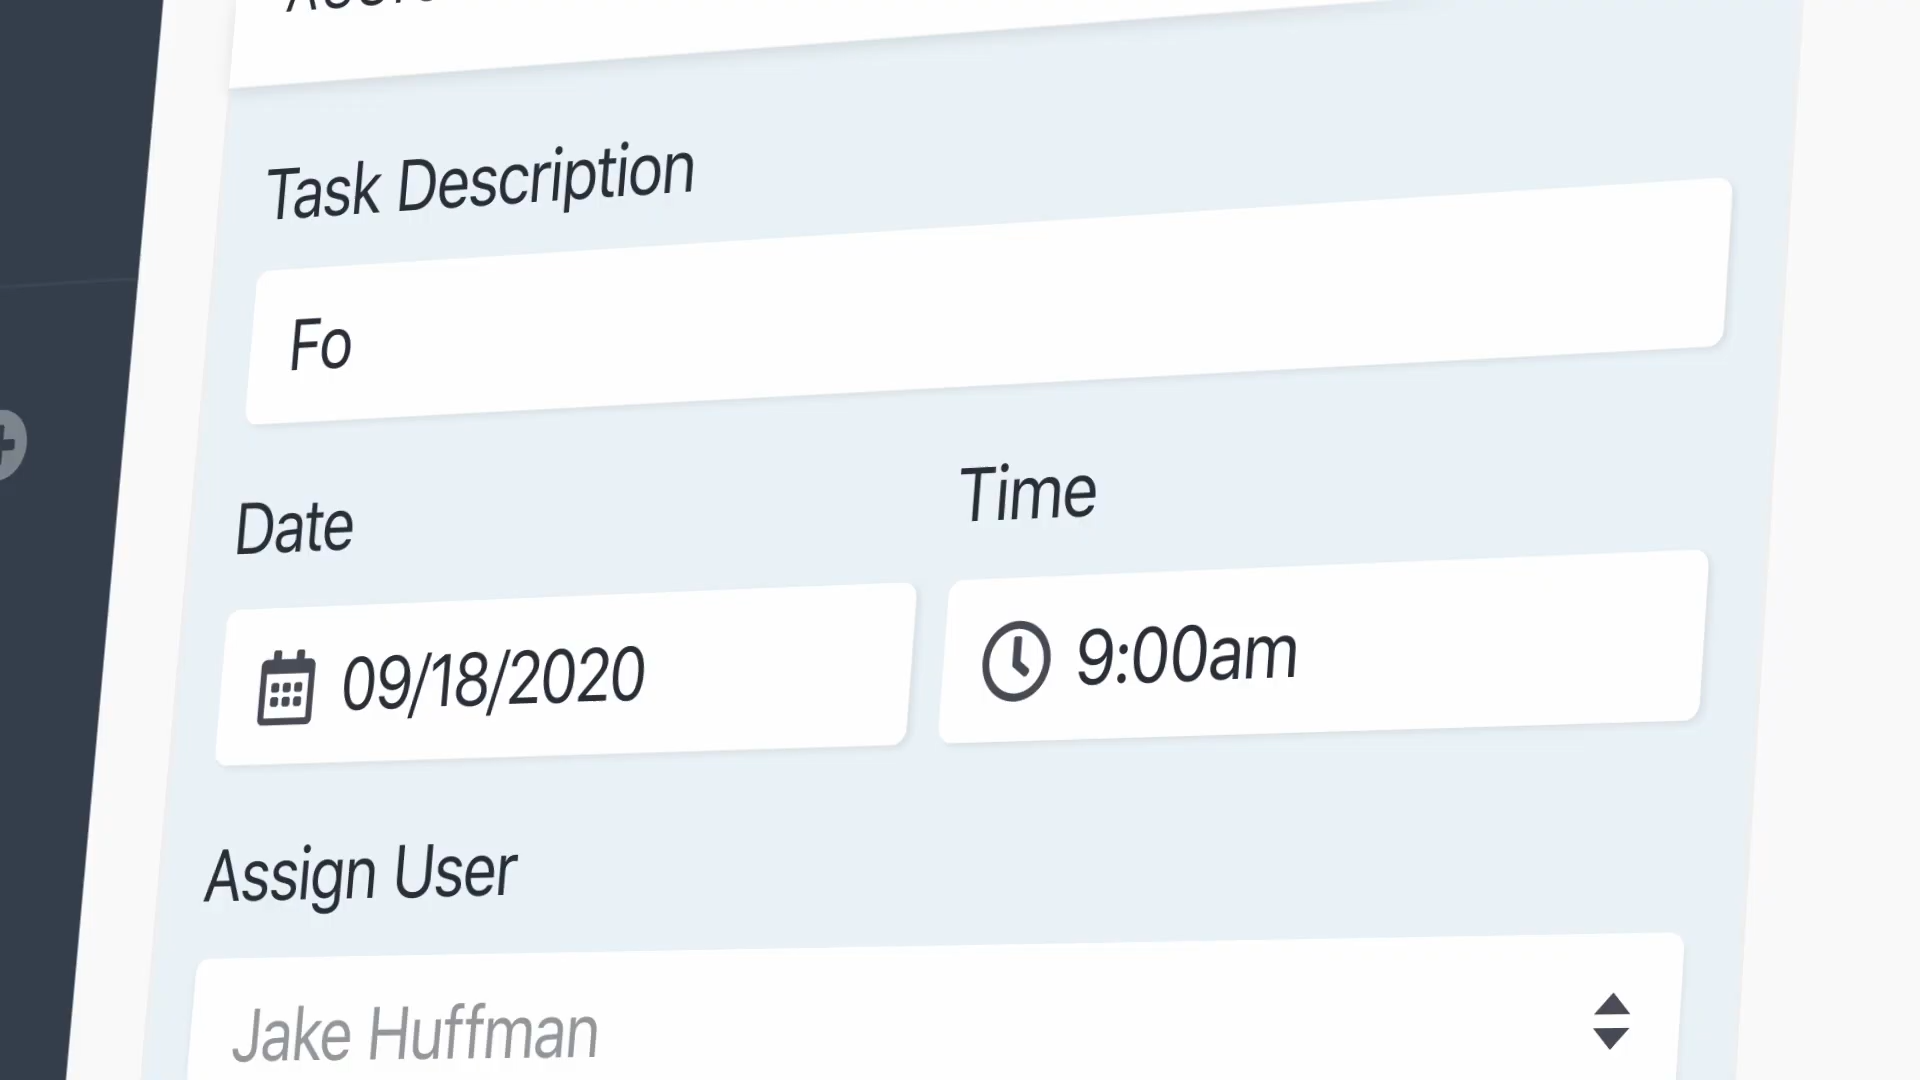 Task Description
Fo
Date
Time
09/18/2020
9:00am
Assign User
Jake Huffman